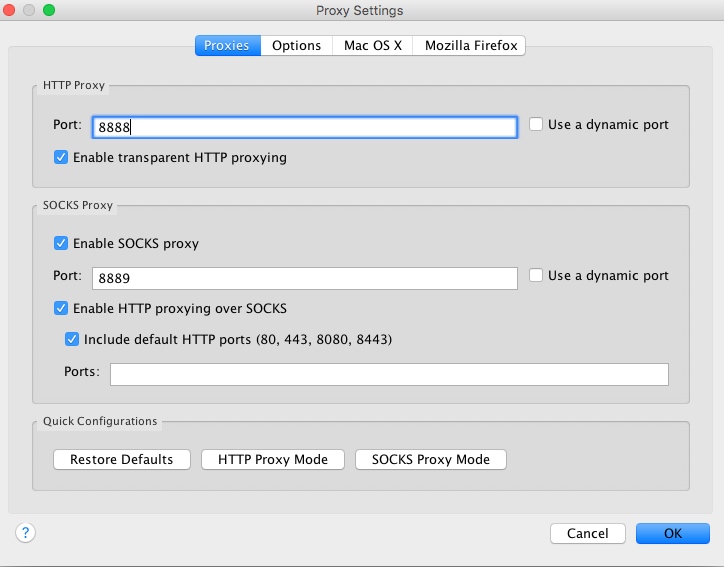 Proxy Settings
Proxies Options Mac OS X Mozilla Firefox
HTTP Proxy
Port: 8888 Use a dynamic port
Enable transparent HTTP proxying
SOCKS Proxy
Enable SOCKS proxy
Port: 8889 Use a dynamic port
Enable HTTP proxying over SOCKS
Include default HTTP ports (80, 443, 8080, 8443)
Ports:
Quick Configurations
Restore Defaults HTTP Proxy Mode SOCKS Proxy Mode
? Cancel OK